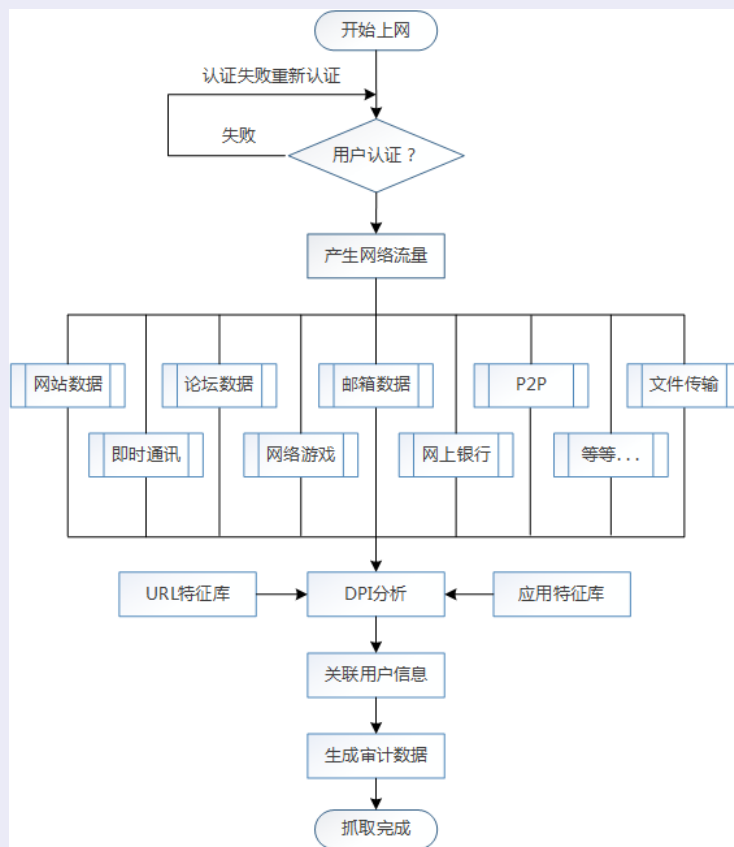 开始上网
认证失败重新认证
失败
用户认证？
产生网络流量
网站数据
论坛数据
邮箱数据
P2P
文件传输
即时通讯
网络游戏
网上银行
等等...
URL特征库
DPI分析
应用特征库
关联用户信息
生成审计数据
抓取完成